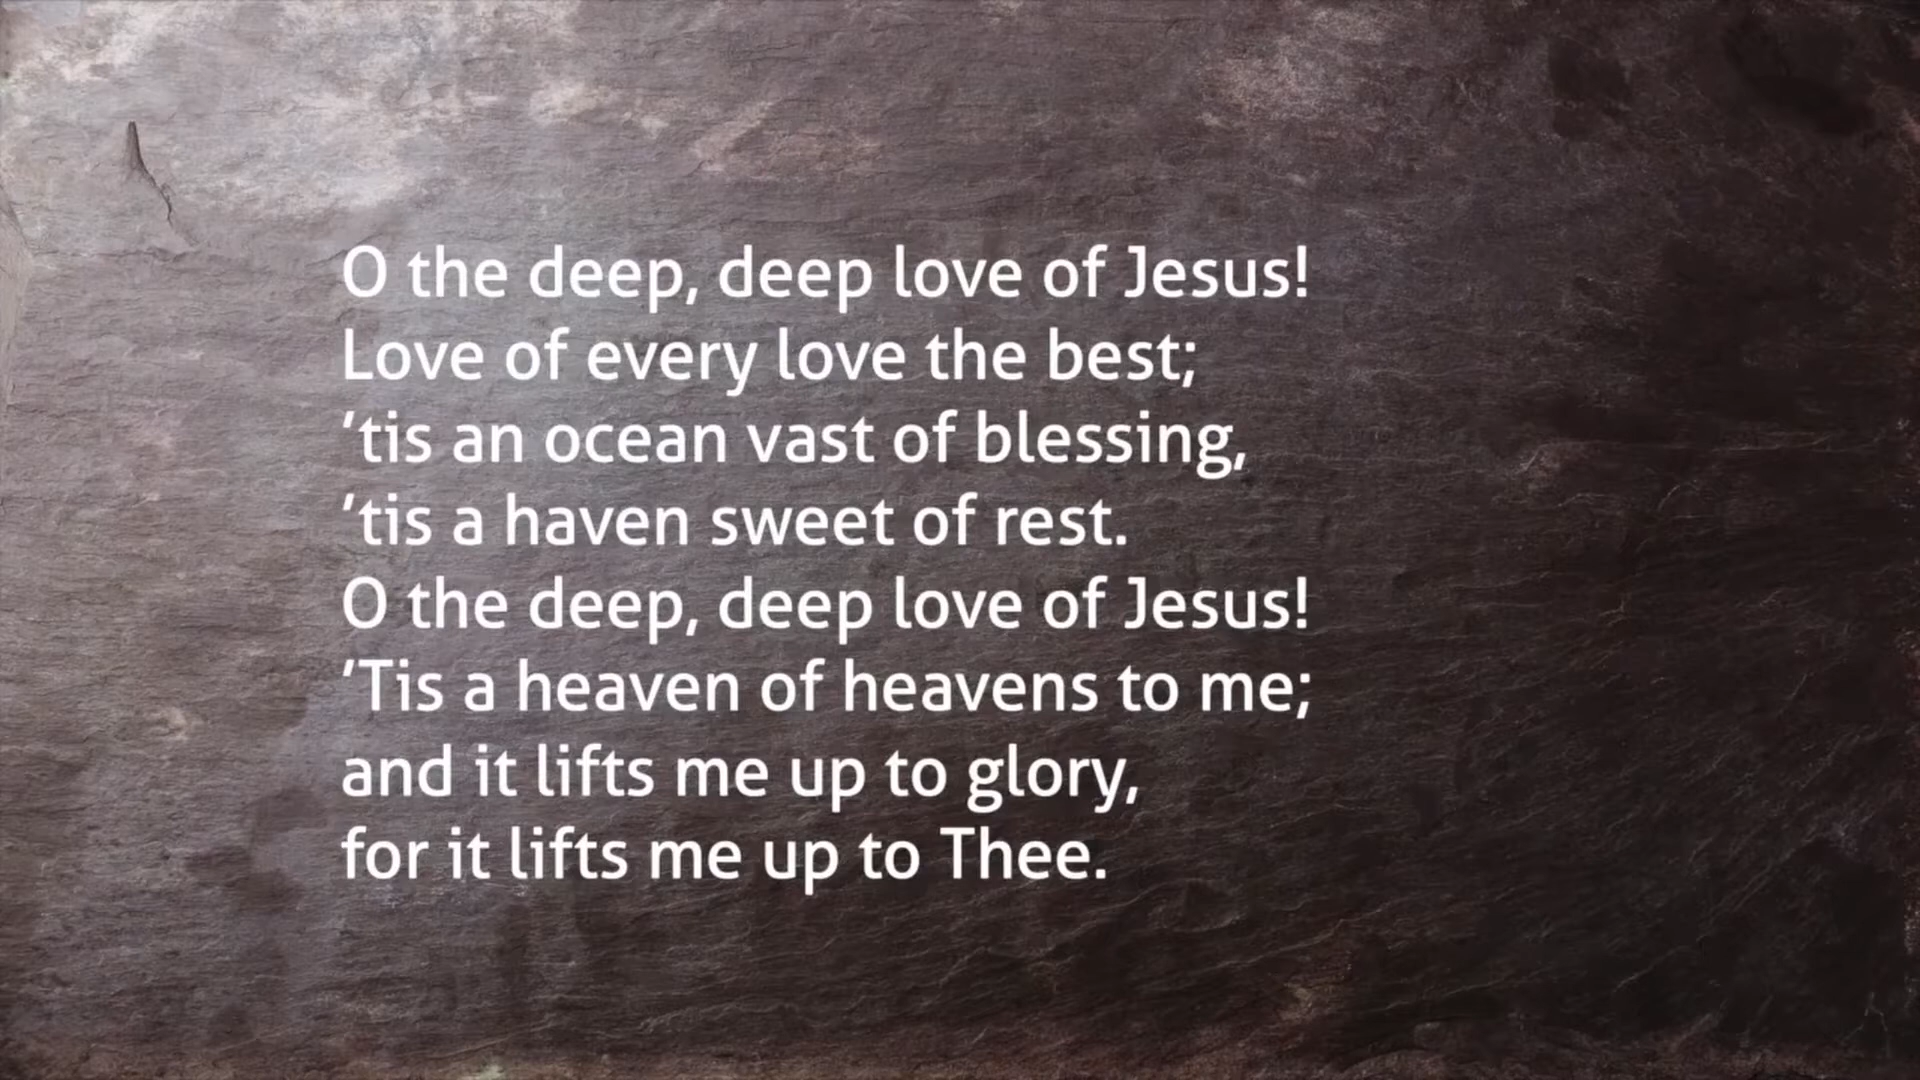 O the deep, deep love of Jesus!
Love of every love the best;
’tis an ocean vast of blessing,
’tis a haven sweet of rest.
O the deep, deep love of Jesus!
’Tis a heaven of heavens to me;
and it lifts me up to glory,
for it lifts me up to Thee.